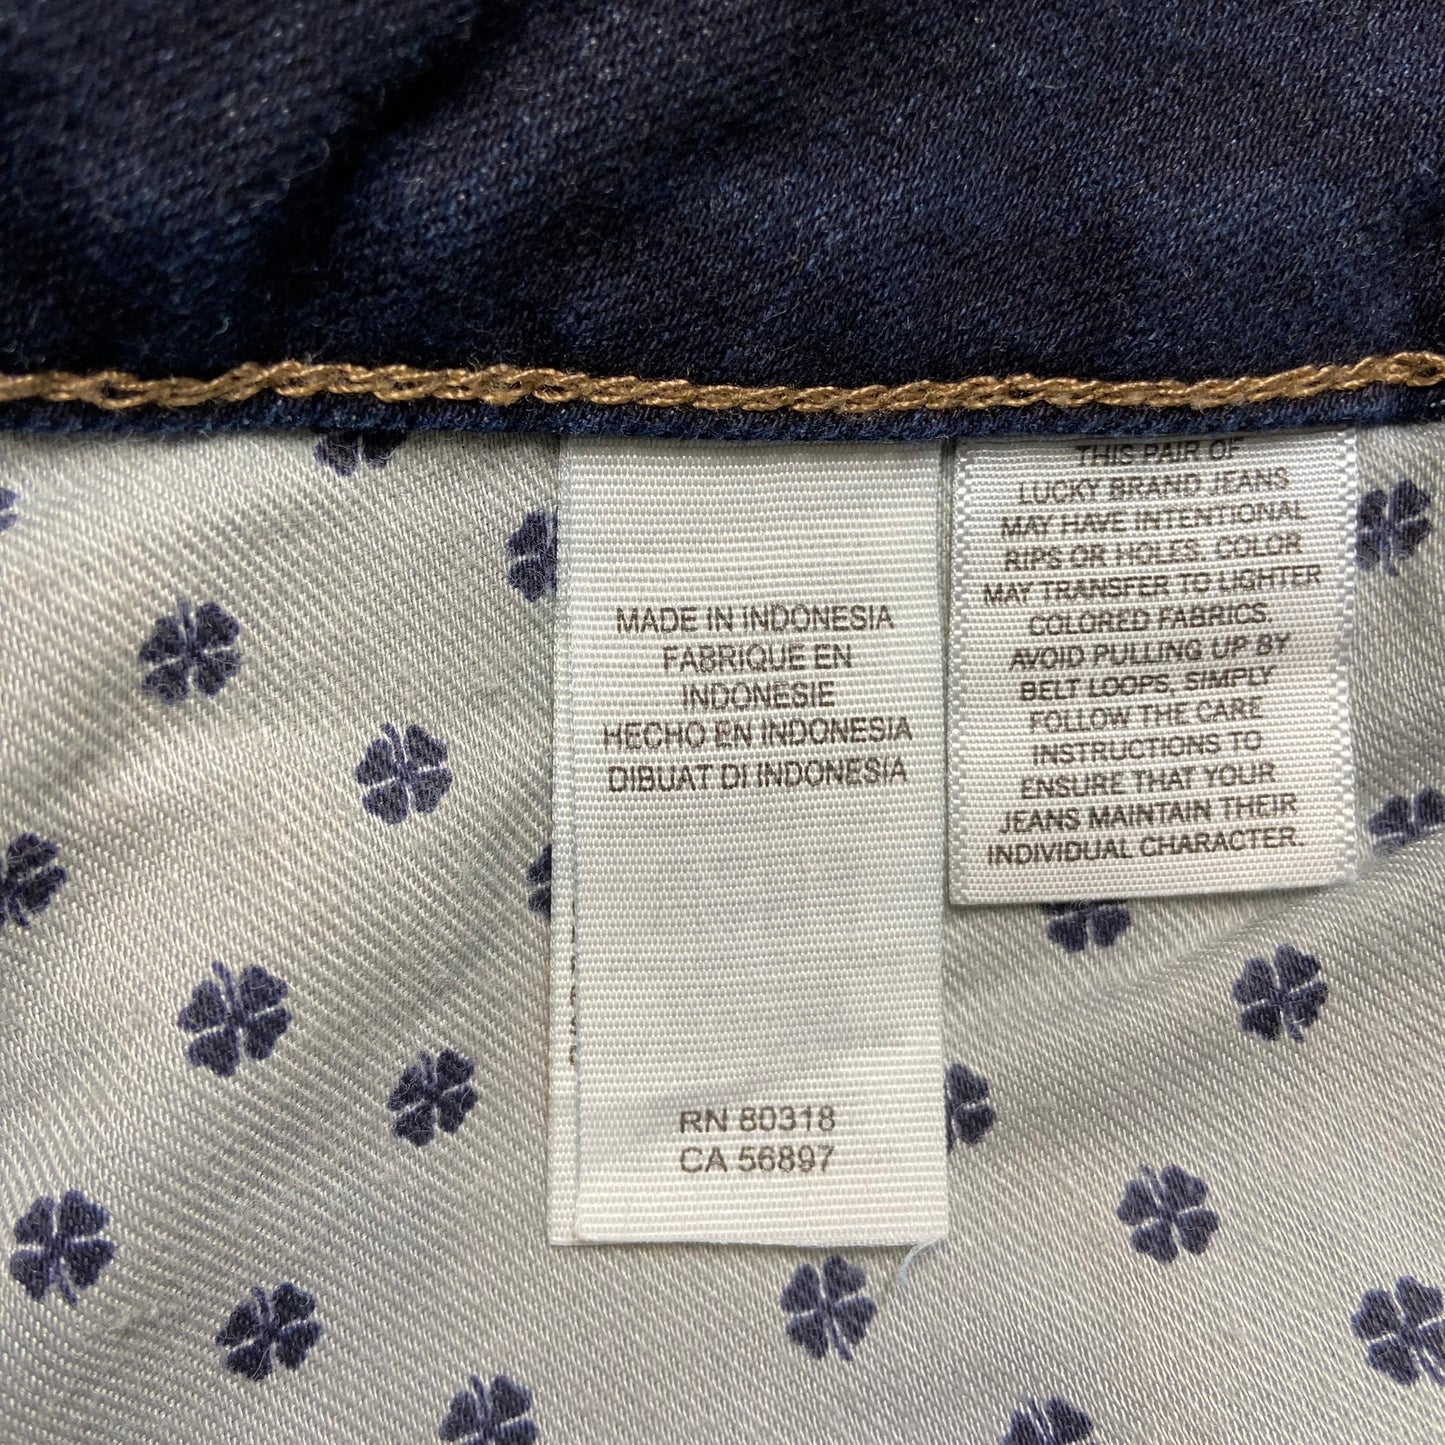 MADE IN INDONESIA
FABRIQUE EN
INDONESIE
HECHO EN INDONESIA
DIBUAT DI INDONESIA
RN 80318
CA 56897
THIS PAIR OF
LUCKY BRAND JEANS
MAY HAVE INTENTIONAL
RIPS OR HOLES. COLOR
MAY TRANSFER TO LIGHTER
COLORED FABRICS.
AVOID PULLING UP BY
BELT LOOPS, SIMPLY
FOLLOW THE CARE
INSTRUCTIONS TO
ENSURE THAT YOUR
JEANS MAINTAIN THEIR
INDIVIDUAL CHARACTER.